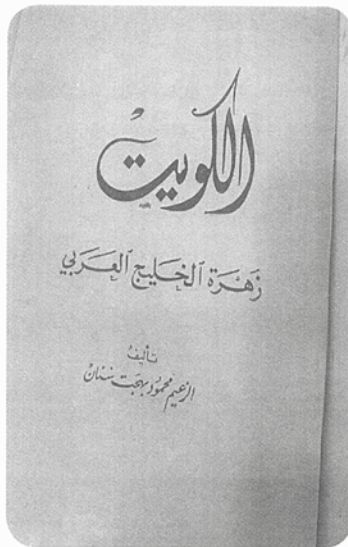 الكويت
زهرة الخليج العربي
تأليف
الزعيم محمود بهجت سنان